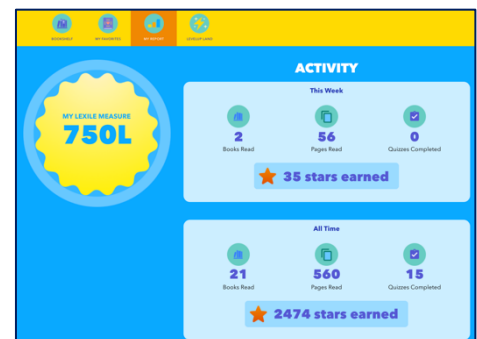 BOOKSHELF MY FAVORITES MY HISTORY LEVELUP LAND
ACTIVITY
This Week
MY LEXILE MEASURE
750L
2 56 0
Books Read Pages Read Quizzes Completed
35 stars earned
All Time
21 560 15
Books Read Pages Read Quizzes Completed
2474 stars earned